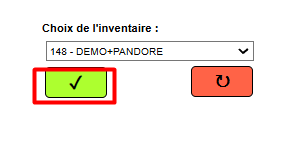 Choix de l'inventaire :
148 - DEMO+PANDORE
✓ ↻